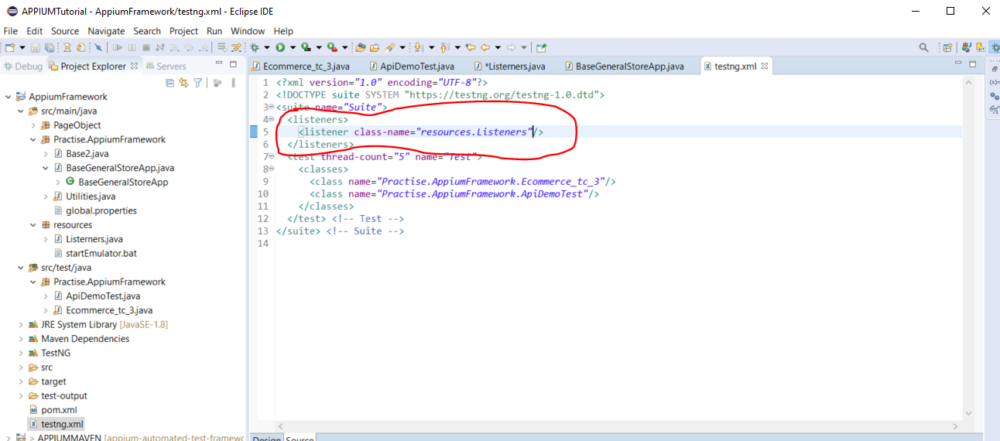 APPIUMTutorial - AppiumFramework/testng.xml - Eclipse IDE
File Edit Source Navigate Search Project Run Window Help
Debug Project Explorer Servers
Ecommerce_tc_3.java ApiDemoTest.java *Listerners.java BaseGeneralStoreApp.java testng.xml
AppiumFramework
src/main/java
PageObject
Practise.AppiumFramework
Base2.java
BaseGeneralStoreApp.java
BaseGeneralStoreApp
Utilities.java
global.properties
resources
Listerners.java
startEmulator.bat
src/test/java
Practise.AppiumFramework
ApiDemoTest.java
Ecommerce_tc_3.java
JRE System Library [JavaSE-1.8]
Maven Dependencies
TestNG
src
target
test-output
pom.xml
testng.xml
APPIUMMAVEN [appium-automated-test-framewo
1 <?xml version="1.0" encoding="UTF-8"?>
2 <!DOCTYPE suite SYSTEM "https://testng.org/testng-1.0.dtd">
3 <suite name="Suite">
4 <listeners>
5 <listener class-name="resources.Listeners"/>
6 </listeners>
7 <test thread-count="5" name="Test">
8 <classes>
9 <class name="Practise.AppiumFramework.Ecommerce_tc_3"/>
10 <class name="Practise.AppiumFramework.ApiDemoTest"/>
11 </classes>
12 </test> <!-- Test -->
13 </suite> <!-- Suite -->
14
Design Source